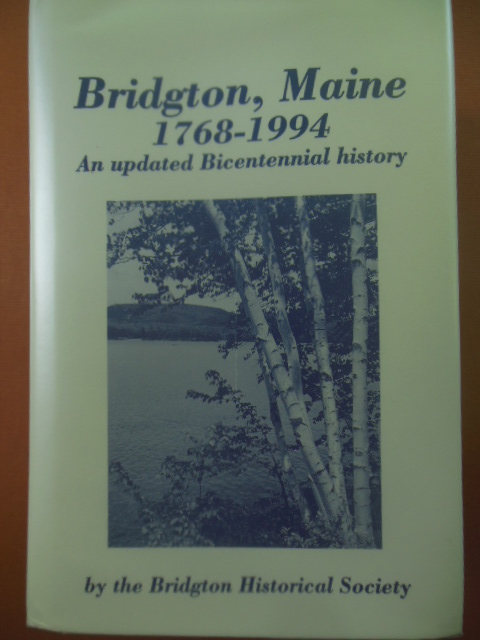 Bridgton, Maine
1768-1994
An updated Bicentennial history
by the Bridgton Historical Society